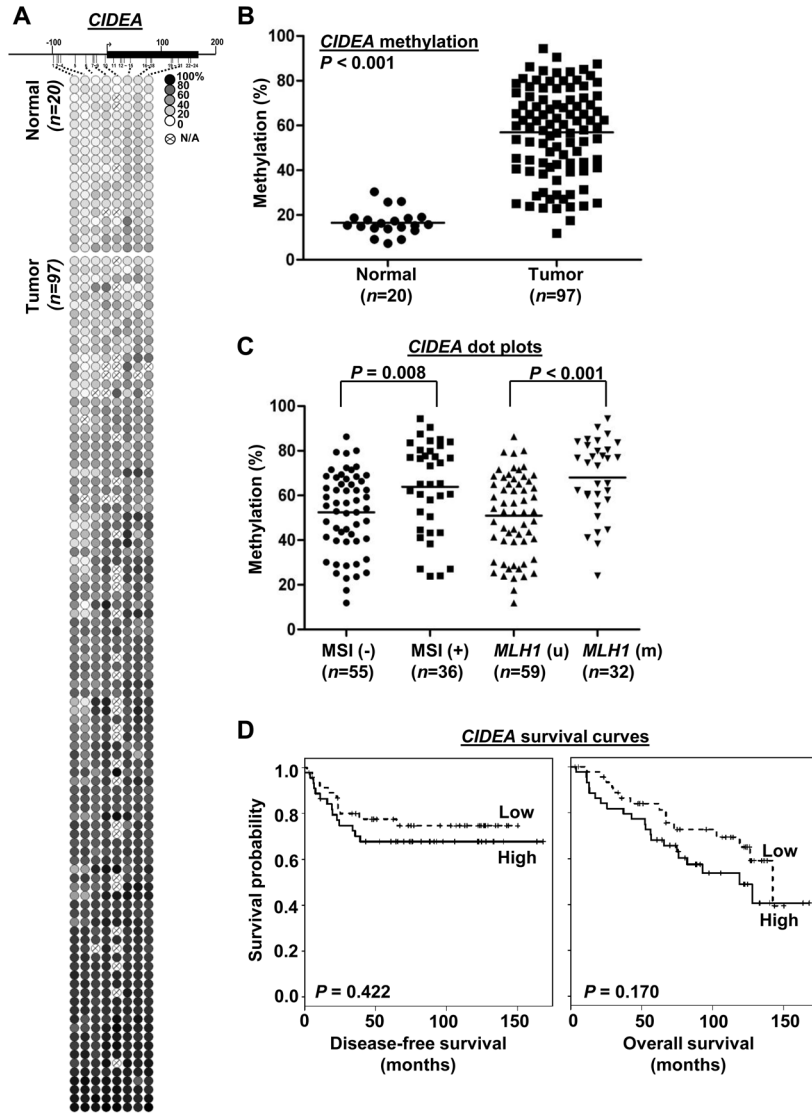 A
CIDEA
-100 0 100 200
Normal
(n=20)
100%
80
60
40
20
0
N/A
Tumor
(n=97)
B
CIDEA methylation
P < 0.001
Methylation (%)
100
80
60
40
20
0
Normal
(n=20)
Tumor
(n=97)
C
CIDEA dot plots
P = 0.008
P < 0.001
Methylation (%)
100
80
60
40
20
0
MSI (-)
(n=55)
MSI (+)
(n=36)
MLH1 (u)
(n=59)
MLH1 (m)
(n=32)
D
CIDEA survival curves
Survival probability
1.0
0.8
0.6
0.4
0.2
0.0
Low
High
P = 0.422
0 50 100 150
Disease-free survival
(months)
Low
High
P = 0.170
0 50 100 150
Overall survival
(months)